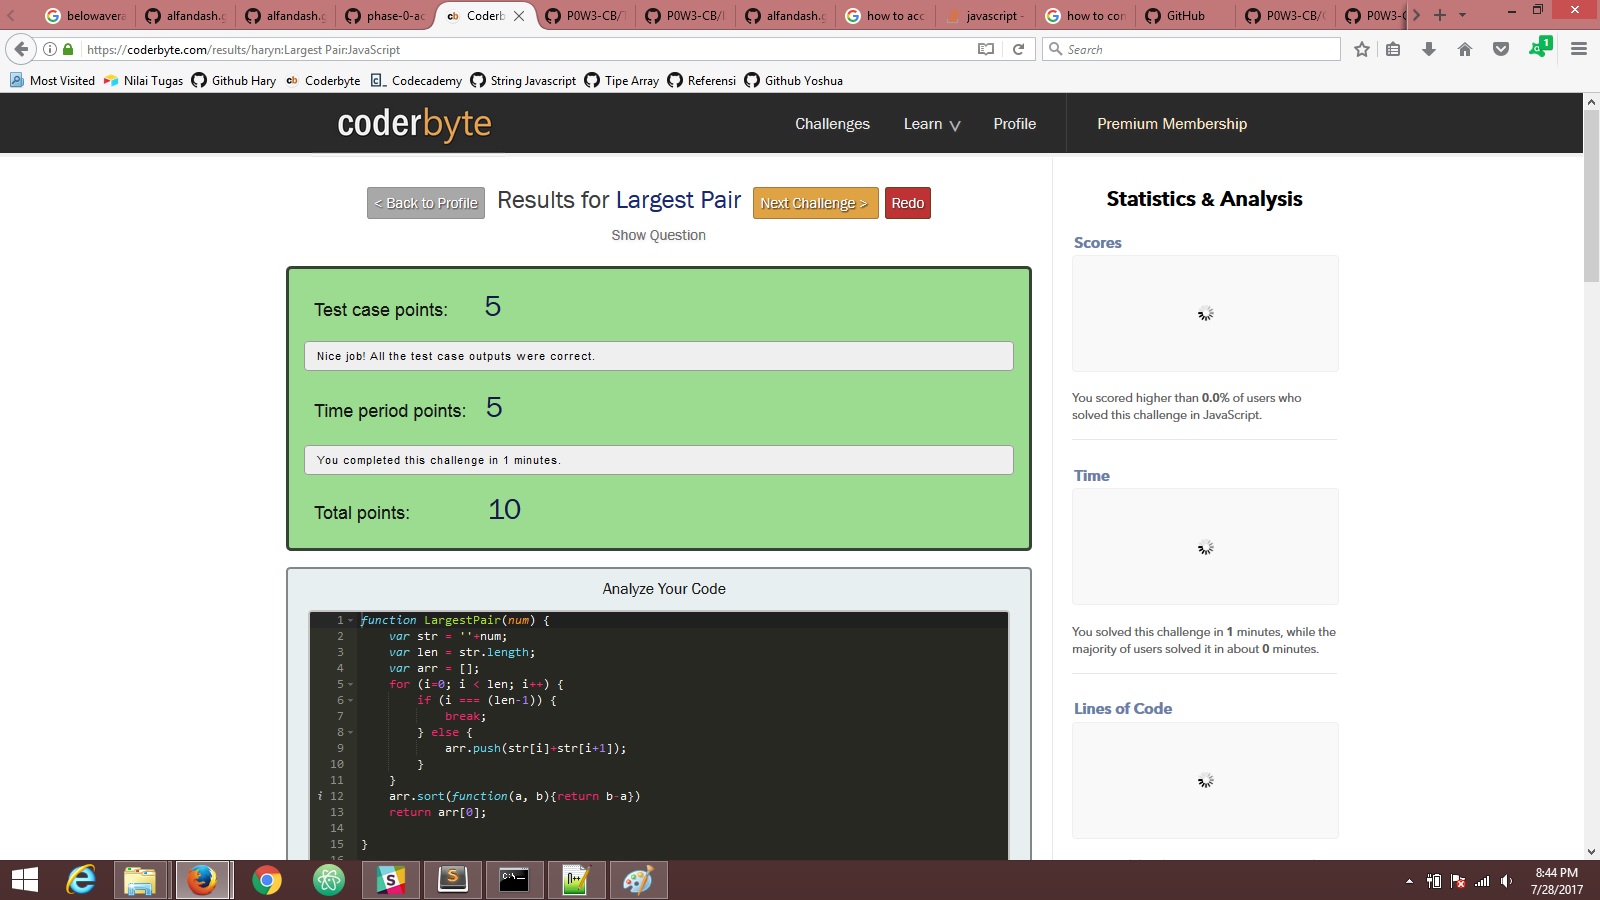 belowavera
alfandash.g
alfandash.g
phase-0-ac
Coderb
P0W3-CB/
P0W3-CB/
alfandash.g
how to acc
javascript -
how to con
GitHub
P0W3-CB/
P0W3-C
https://coderbyte.com/results/haryn:Largest Pair:JavaScript
Search
1
Most Visited Nilai Tugas Github Hary Coderbyte Codecademy String Javascript Tipe Array Referensi Github Yoshua
coderbyte
Challenges Learn Profile Premium Membership
< Back to Profile Results for Largest Pair Next Challenge > Redo
Show Question
Test case points: 5
Nice job! All the test case outputs were correct.
Time period points: 5
You completed this challenge in 1 minutes.
Total points: 10
Analyze Your Code
1 function LargestPair(num) {
2 var str = ''+num;
3 var len = str.length;
4 var arr = [];
5 for (i=0; i < len; i++) {
6 if (i === (len-1)) {
7 break;
8 } else {
9 arr.push(str[i]+str[i+1]);
10 }
11 }
i 12 arr.sort(function(a, b){return b-a})
13 return arr[0];
14
15 }
16
Statistics & Analysis
Scores
You scored higher than 0.0% of users who
solved this challenge in JavaScript.
Time
You solved this challenge in 1 minutes, while the
majority of users solved it in about 0 minutes.
Lines of Code
8:44 PM
7/28/2017